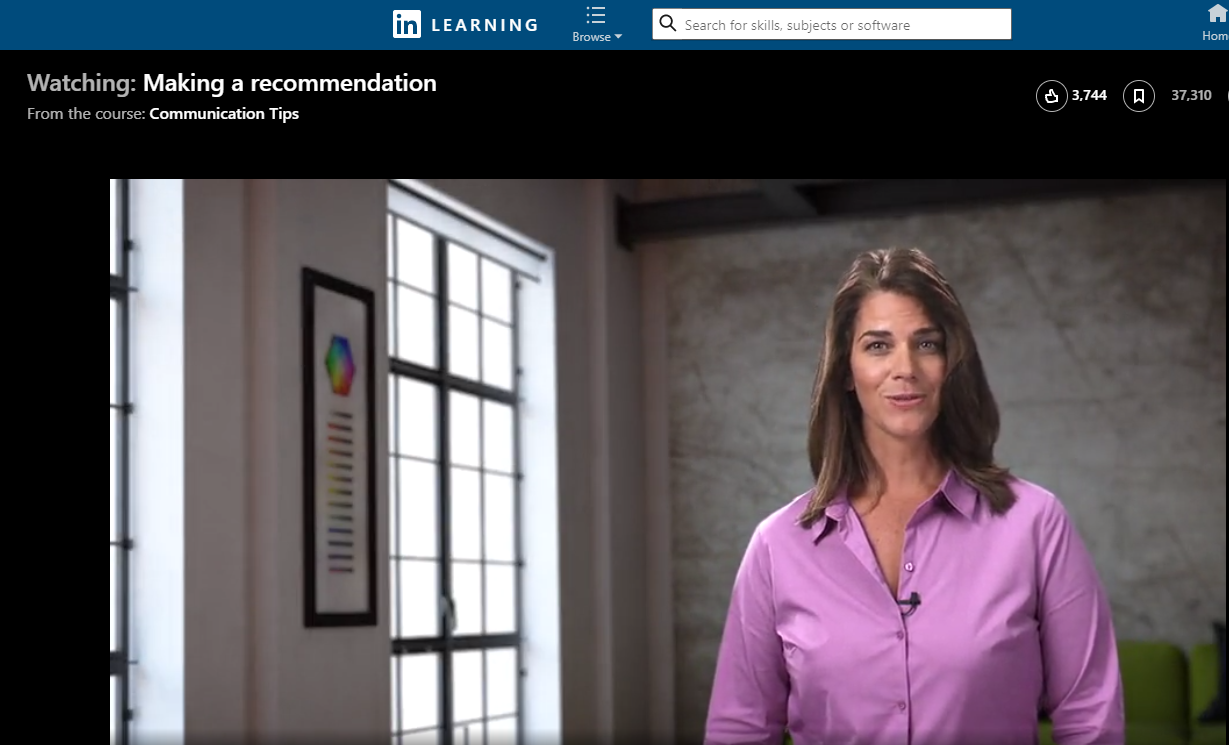 in LEARNING
Browse
Search for skills, subjects or software
Hom
Watching: Making a recommendation
3,744
37,310
From the course: Communication Tips